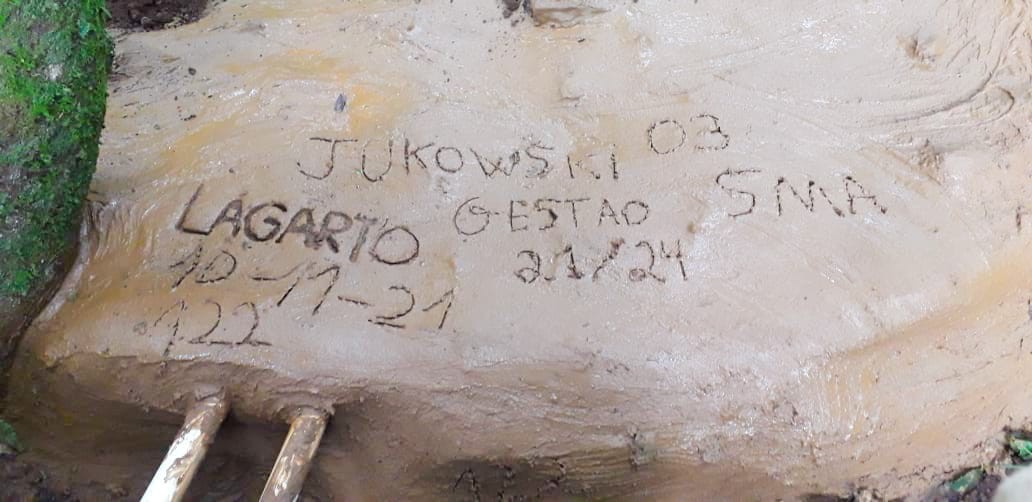 JUKOWSKI 03
LAGARTO GESTAO SMA
10-11-21 21/24
122